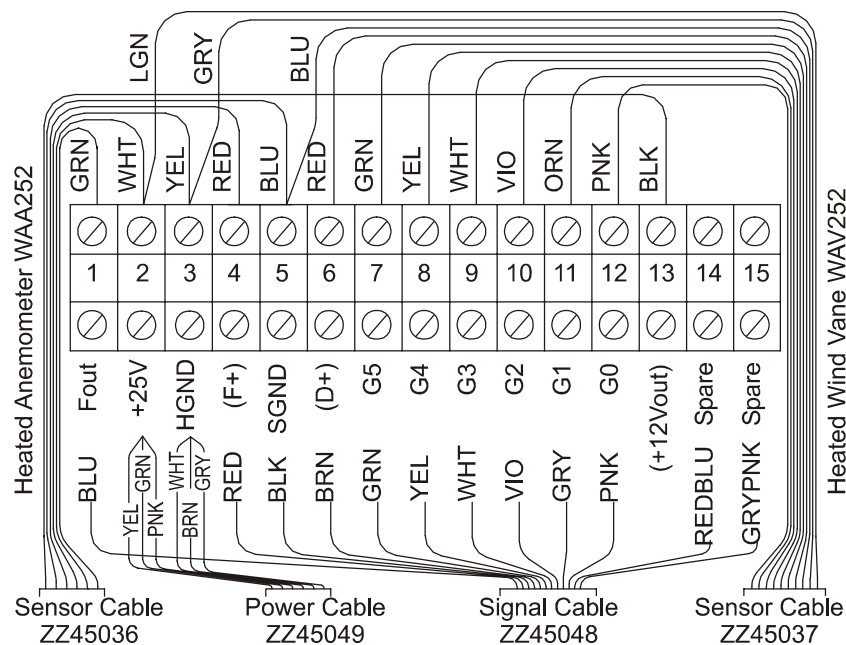 LGN
GRY
BLU
GRN
WHT
YEL
RED
BLU
RED
GRN
YEL
WHT
VIO
ORN
PNK
BLK
Heated Anemometer WAA252
Heated Wind Vane WAV252
1 2 3 4 5 6 7 8 9 10 11 12 13 14 15
Fout
+25V
HGND
(F+)
SGND
(D+)
G5
G4
G3
G2
G1
G0
(+12Vout)
Spare
Spare
BLU
YEL
GRN
PNK
WHT
BRN
GRY
RED
BLK
BRN
GRN
YEL
WHT
VIO
GRY
PNK
REDBLU
GRYPNK
Sensor Cable
ZZ45036
Power Cable
ZZ45049
Signal Cable
ZZ45048
Sensor Cable
ZZ45037